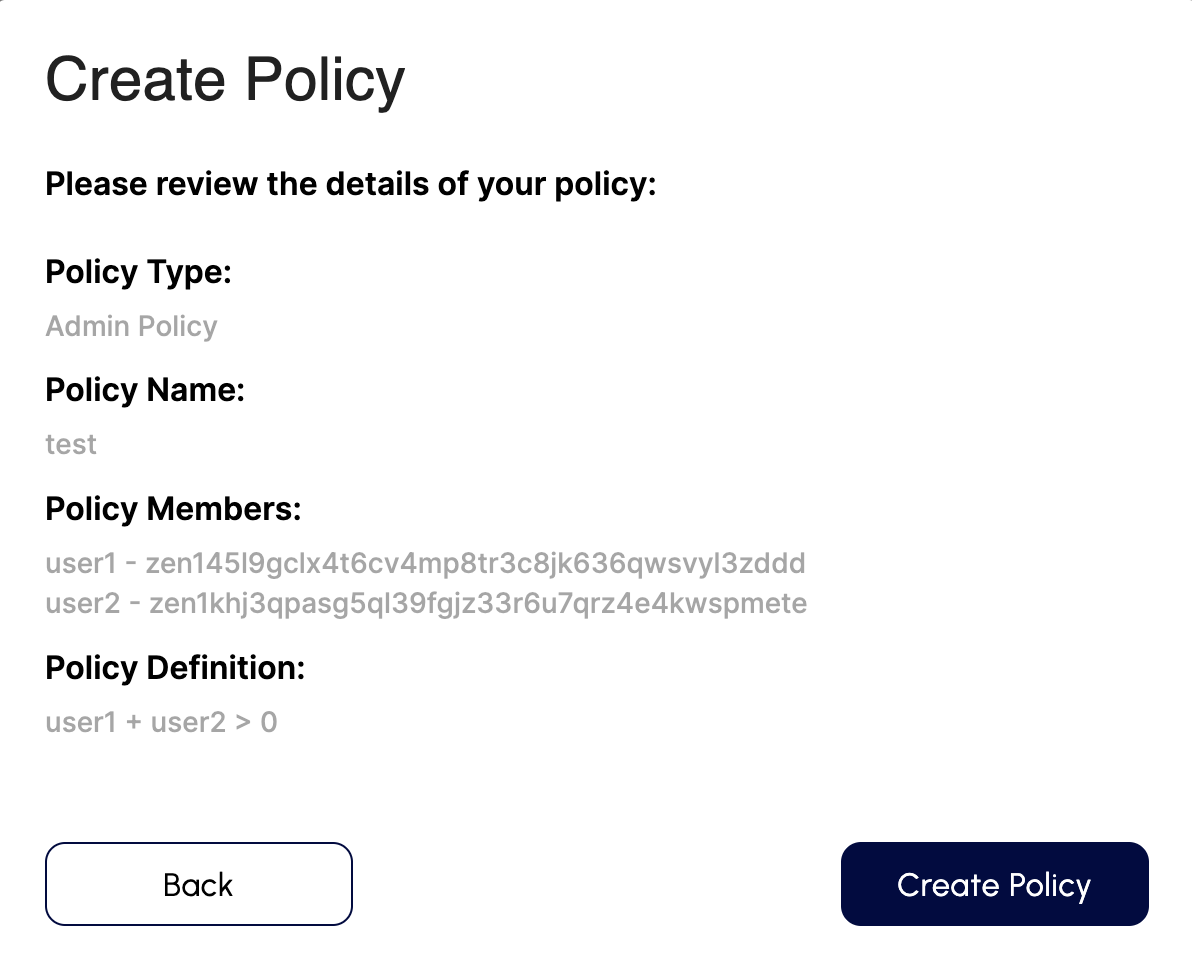 Create Policy
Please review the details of your policy:
Policy Type:
Admin Policy
Policy Name:
test
Policy Members:
user1 - zen145l9gclx4t6cv4mp8tr3c8jk636qwsvyl3zddd
user2 - zen1khj3qpasg5ql39fgjz33r6u7qrz4e4kwspmete
Policy Definition:
user1 + user2 > 0
Back
Create Policy